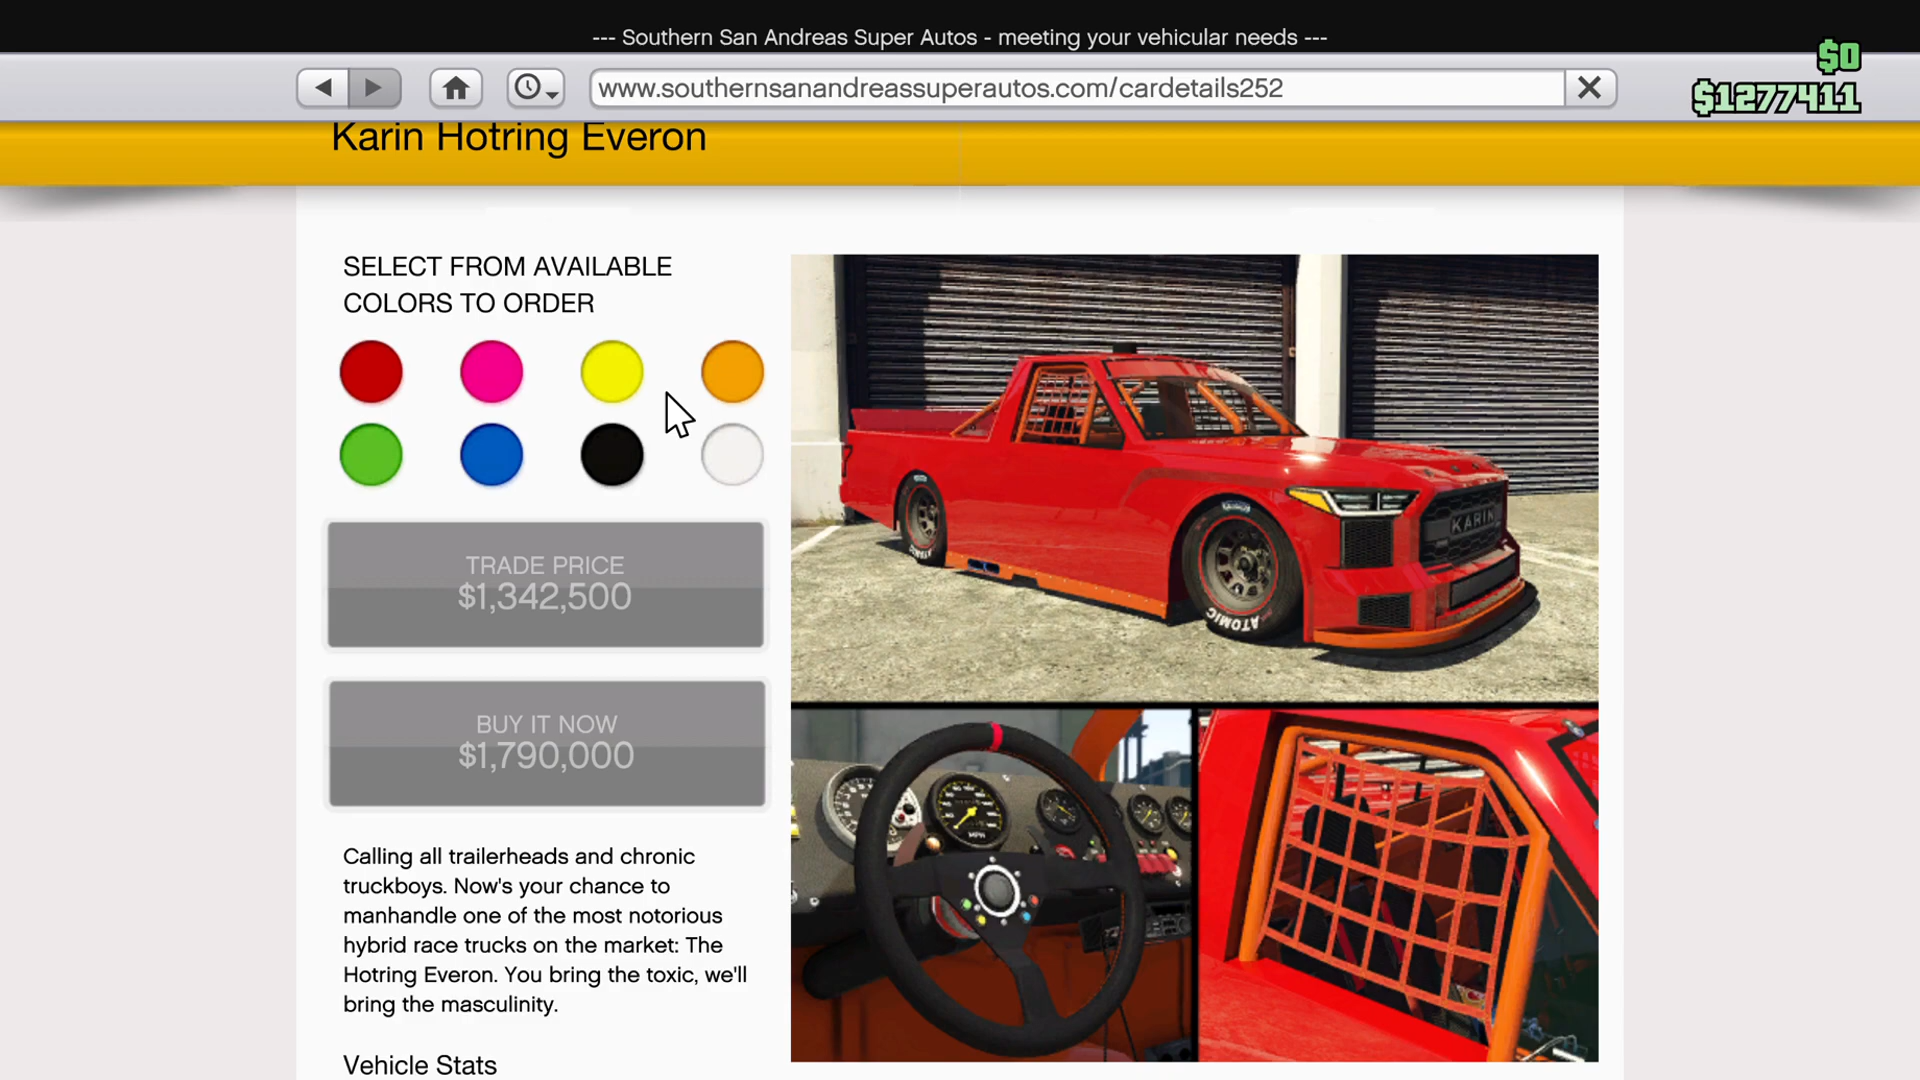 --- Southern San Andreas Super Autos - meeting your vehicular needs ---
$0
www.southernsanandreassuperautos.com/cardetails252
$1277411
Karin Hotring Everon
SELECT FROM AVAILABLE
COLORS TO ORDER
TRADE PRICE
$1,342,500
BUY IT NOW
$1,790,000
Calling all trailerheads and chronic
truckboys. Now's your chance to
manhandle one of the most notorious
hybrid race trucks on the market: The
Hotring Everon. You bring the toxic, we'll
bring the masculinity.
Vehicle Stats
KARIN
ATOMIC
ATOMIC
MPH